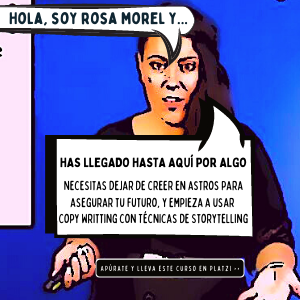 HOLA, SOY ROSA MOREL Y...
HAS LLEGADO HASTA AQUÍ POR ALGO
NECESITAS DEJAR DE CREER EN ASTROS PARA
ASEGURAR TU FUTURO, Y EMPIEZA A USAR
COPY WRITTING CON TÉCNICAS DE STORYTELLING
APÚRATE Y LLEVA ESTE CURSO EN PLATZI >>